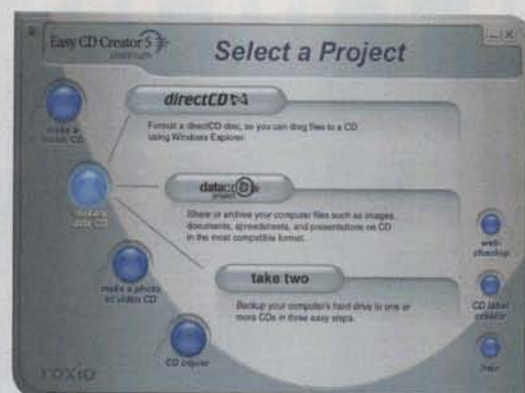 Easy CD Creator 5
platinum
Select a Project
directCD
Format a directCD disc, so you can drag files to a CD
using Windows Explorer.
make a
music CD
datacd
project
Share or archive your computer files such as images,
documents, spreadsheets, and presentations on CD
in the most compatible format.
make a
data CD
take two
Backup your computer's hard drive to one or
more CDs in three easy steps.
make a photo
or video CD
CD copier
web
checkup
CD label
creator
help
roxio